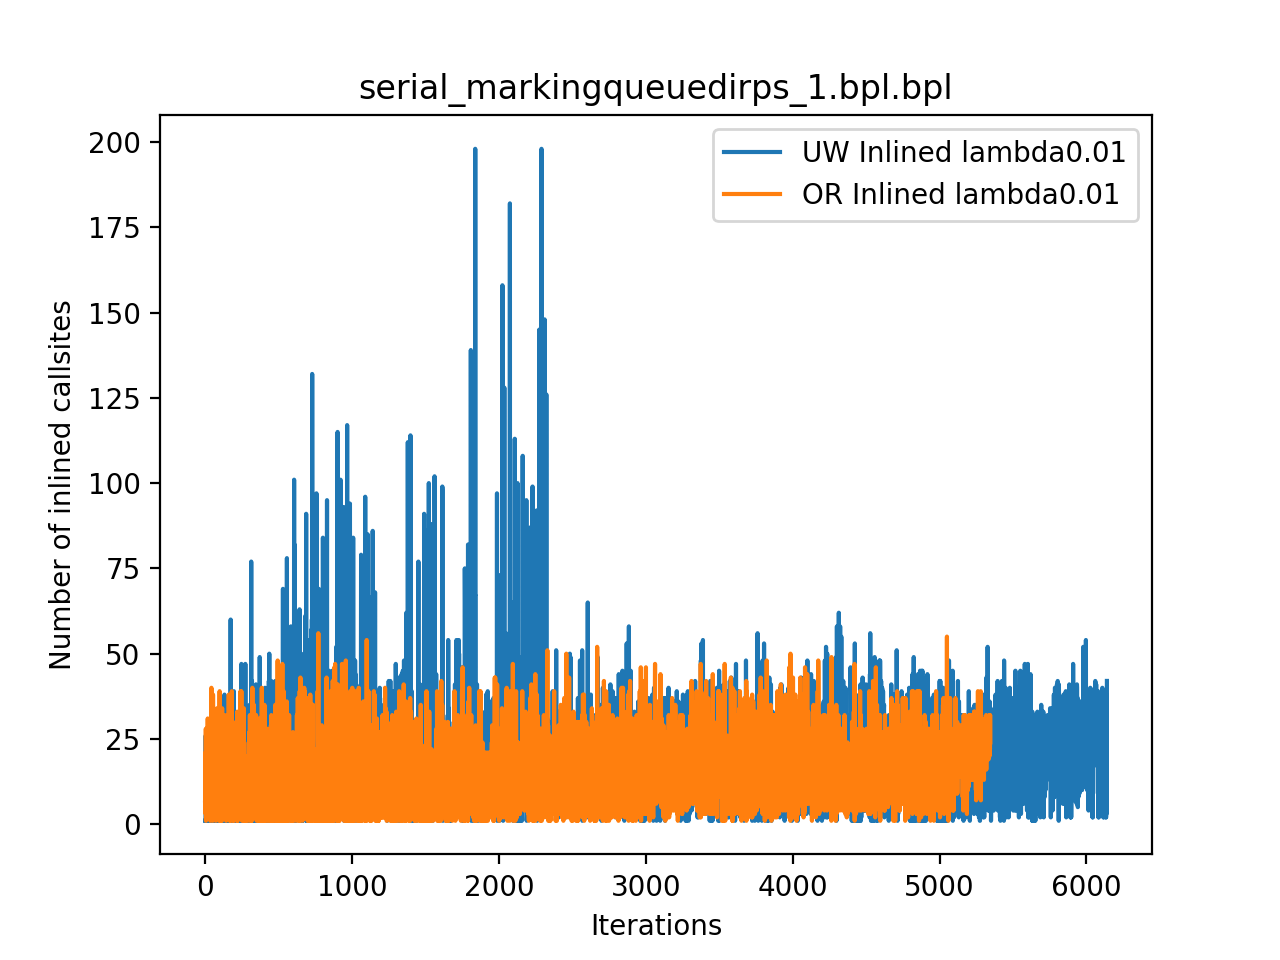 serial_markingqueuedirps_1.bpl.bpl
UW Inlined lambda0.01
OR Inlined lambda0.01
Number of inlined callsites
200
175
150
125
100
75
50
25
0
0 1000 2000 3000 4000 5000 6000
Iterations